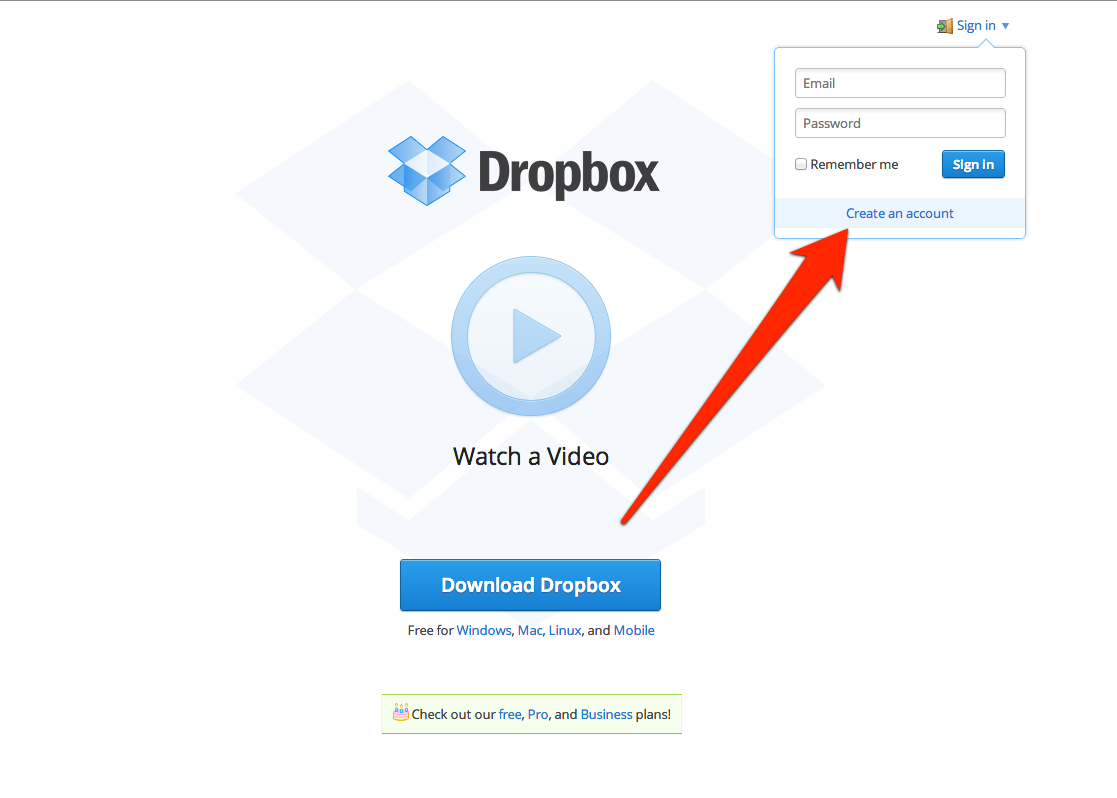 Sign in
Email
Password
Remember me
Sign In
Create an account
Dropbox
Watch a Video
Download Dropbox
Free for Windows, Mac, Linux, and Mobile
Check out our free, Pro, and Business plans!